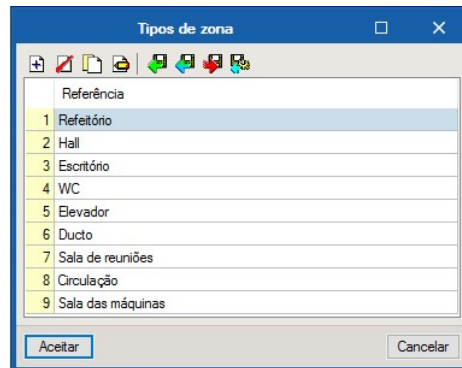 Tipos de zona
Referência
1 Refeitório
2 Hall
3 Escritório
4 WC
5 Elevador
6 Ducto
7 Sala de reuniões
8 Circulação
9 Sala das máquinas
Aceitar Cancelar